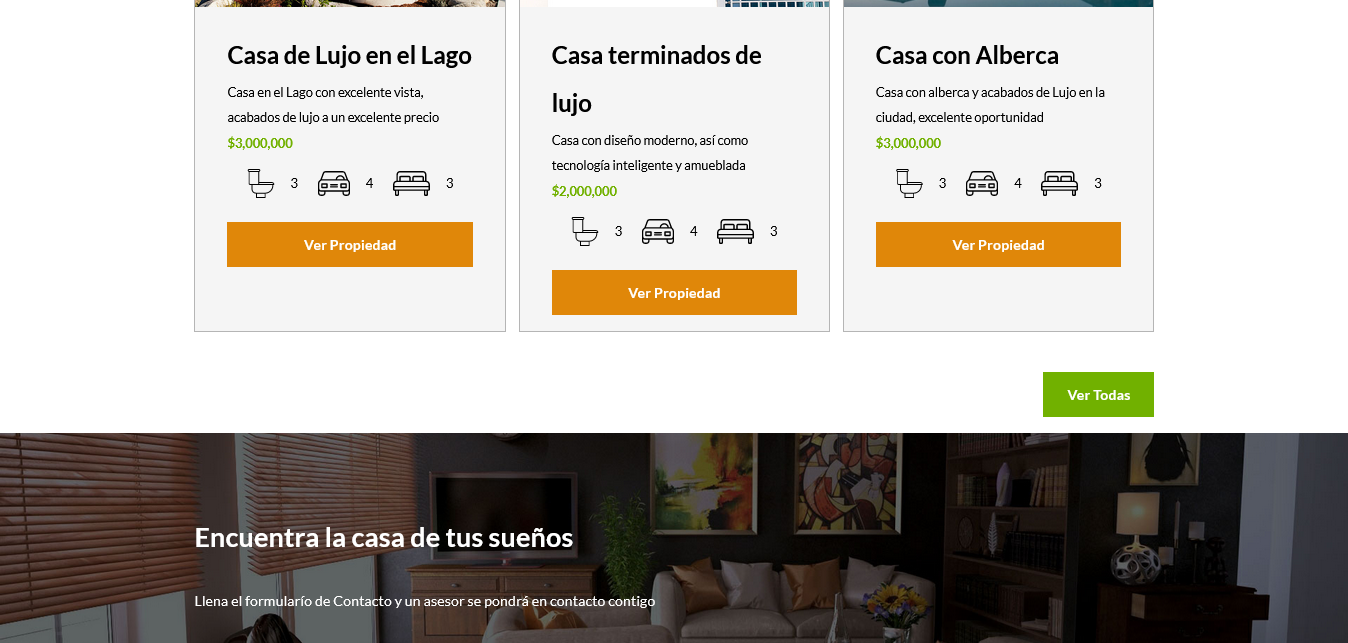 Casa de Lujo en el Lago
Casa en el Lago con excelente vista,
acabados de lujo a un excelente precio
$3,000,000
3 4 3
Ver Propiedad
Casa terminados de
lujo
Casa con diseño moderno, así como
tecnología inteligente y amueblada
$2,000,000
3 4 3
Ver Propiedad
Casa con Alberca
Casa con alberca y acabados de Lujo en la
ciudad, excelente oportunidad
$3,000,000
3 4 3
Ver Propiedad
Ver Todas
Encuentra la casa de tus sueños
Llena el formularío de Contacto y un asesor se pondrá en contacto contigo